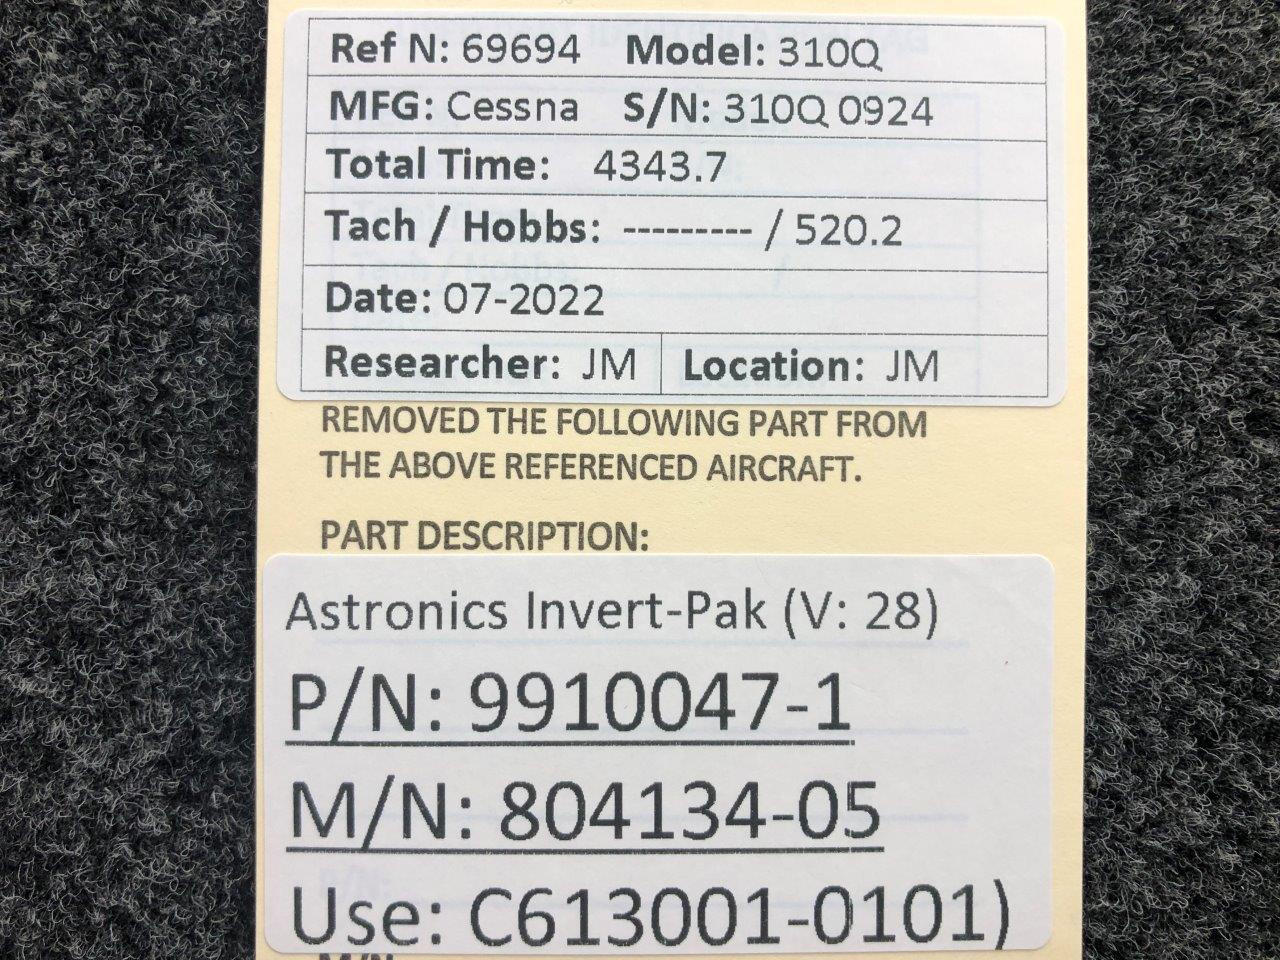 Ref N: 69694 Model: 310Q
MFG: Cessna S/N: 310Q 0924
Total Time: 4343.7
Tach / Hobbs: --------- / 520.2
Date: 07-2022
Researcher: JM Location: JM
REMOVED THE FOLLOWING PART FROM
THE ABOVE REFERENCED AIRCRAFT.
PART DESCRIPTION:
Astronics Invert-Pak (V: 28)
P/N: 9910047-1
M/N: 804134-05
Use: C613001-0101)